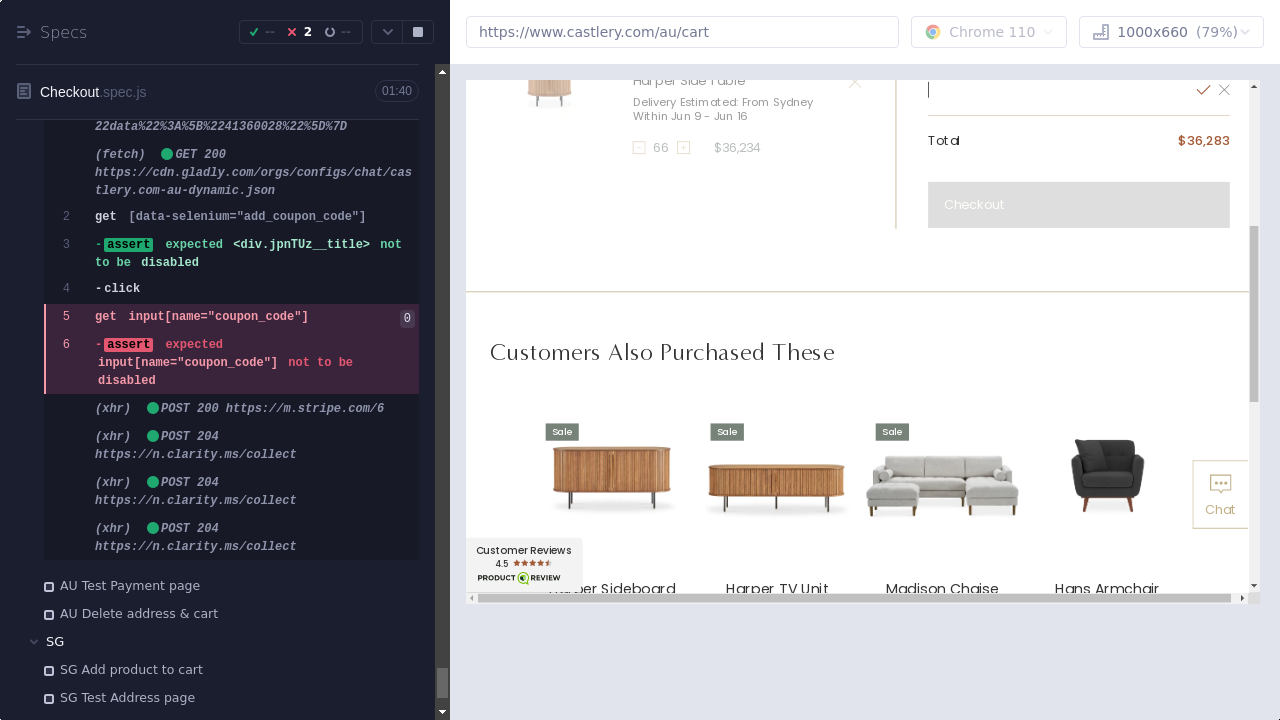 Specs
-- 2 --
Checkout.spec.js 01:40
22data%22%3A%5B%2241360028%22%5D%7D
(fetch) GET 200
https://cdn.gladly.com/orgs/configs/chat/cas
tlery.com-au-dynamic.json
2 get [data-selenium="add_coupon_code"]
3 -assert expected <div.jpnTUz__title> not
to be disabled
4 -click
5 get input[name="coupon_code"] 0
6 -assert expected
input[name="coupon_code"] not to be
disabled
(xhr) POST 200 https://m.stripe.com/6
(xhr) POST 204
https://n.clarity.ms/collect
(xhr) POST 204
https://n.clarity.ms/collect
(xhr) POST 204
https://n.clarity.ms/collect
AU Test Payment page
AU Delete address & cart
SG
SG Add product to cart
SG Test Address page
https://www.castlery.com/au/cart
Chrome 110
1000x660 (79%)
Harper Side Table
Delivery Estimated: From Sydney
Within Jun 9 - Jun 16
- 66 + $36,234
Total $36,283
Checkout
Customers Also Purchased These
Sale Sale Sale
Chat
Customer Reviews
4.5
PRODUCT REVIEW
Harper Sideboard Harper TV Unit Madison Chaise Hans Armchair